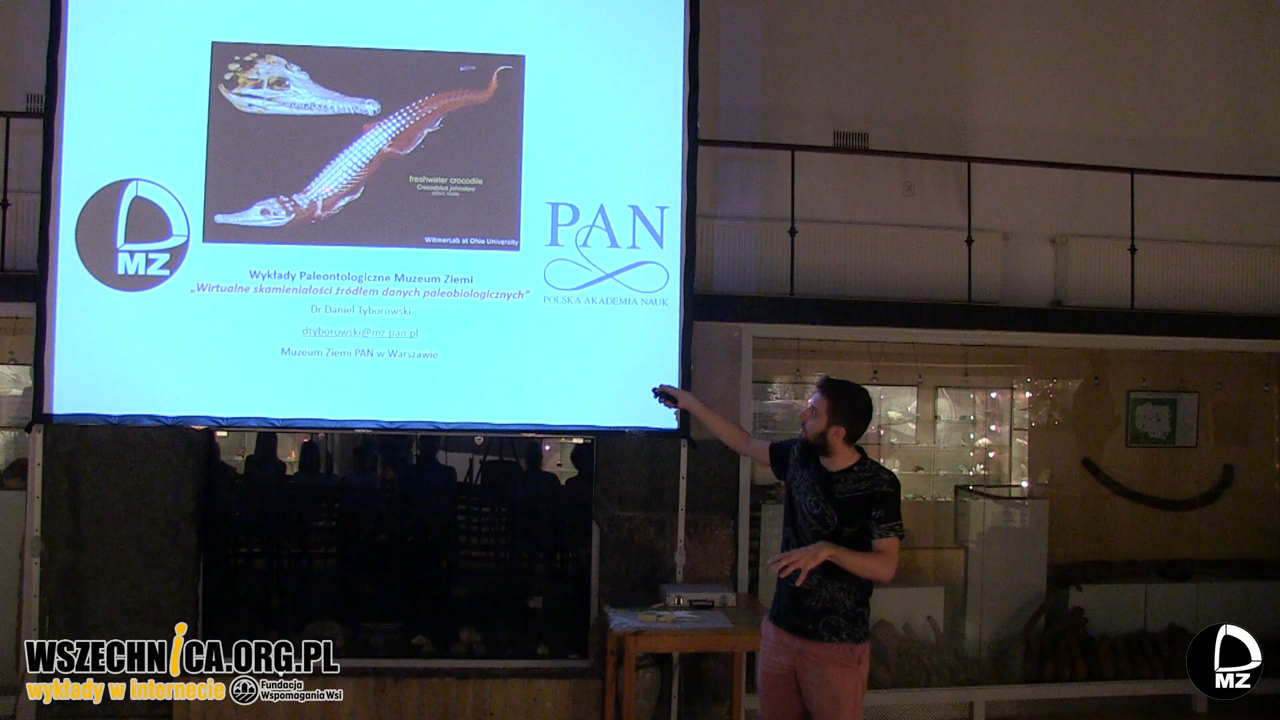 freshwater crocodile
Crocodylus johnstoni
WitmerLab at Ohio University
MZ
PAN
POLSKA AKADEMIA NAUK
Wykłady Paleontologiczne Muzeum Ziemi
„Wirtualne skamieniałości źródłem danych paleobiologicznych”
Dr Daniel Tyborowski
dtyborowski@mz.pan.pl
Muzeum Ziemi PAN w Warszawie
WSZECHNICA.ORG.PL
wykłady w internecie
Fundacja
Wspomagania Wsi
MZ